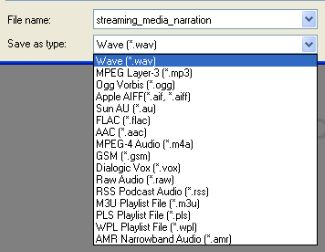 File name: streaming_media_narration
Save as type: Wave (*.wav)
Wave (*.wav)
MPEG Layer-3 (*.mp3)
Ogg Vorbis (*.ogg)
Apple AIFF(*.aif, *.aiff)
Sun AU (*.au)
FLAC (*.flac)
AAC (*.aac)
MPEG-4 Audio (*.m4a)
GSM (*.gsm)
Dialogic Vox (*.vox)
Raw Audio (*.raw)
RSS Podcast Audio (*.rss)
M3U Playlist File (*.m3u)
PLS Playlist File (*.pls)
WPL Playlist File (*.wpl)
AMR Narrowband Audio (*.amr)